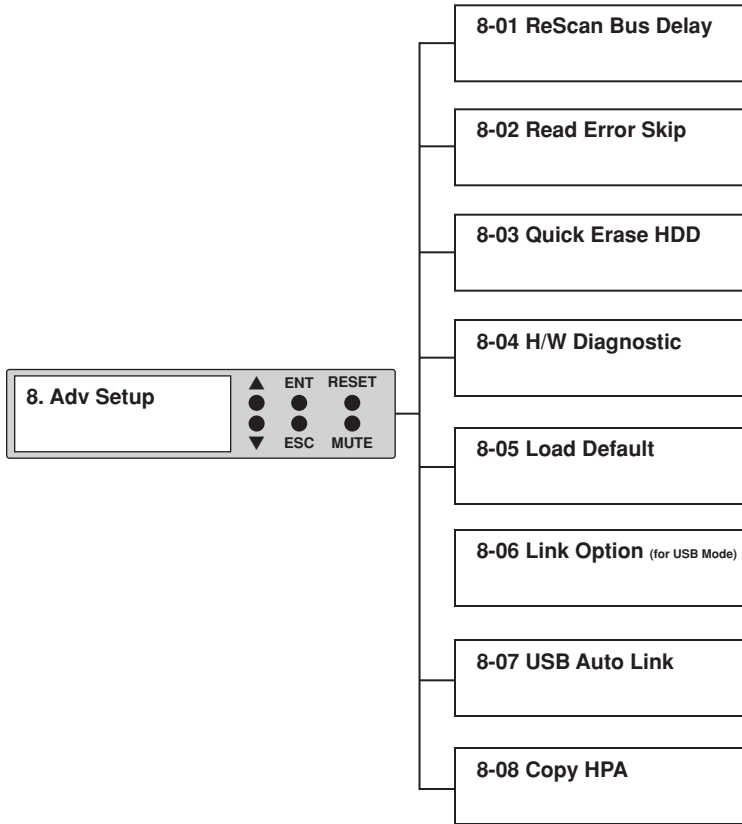 8-01 ReScan Bus Delay
8-02 Read Error Skip
8-03 Quick Erase HDD
8-04 H/W Diagnostic
8. Adv Setup
ENT RESET
ESC MUTE
8-05 Load Default
8-06 Link Option (for USB Mode)
8-07 USB Auto Link
8-08 Copy HPA